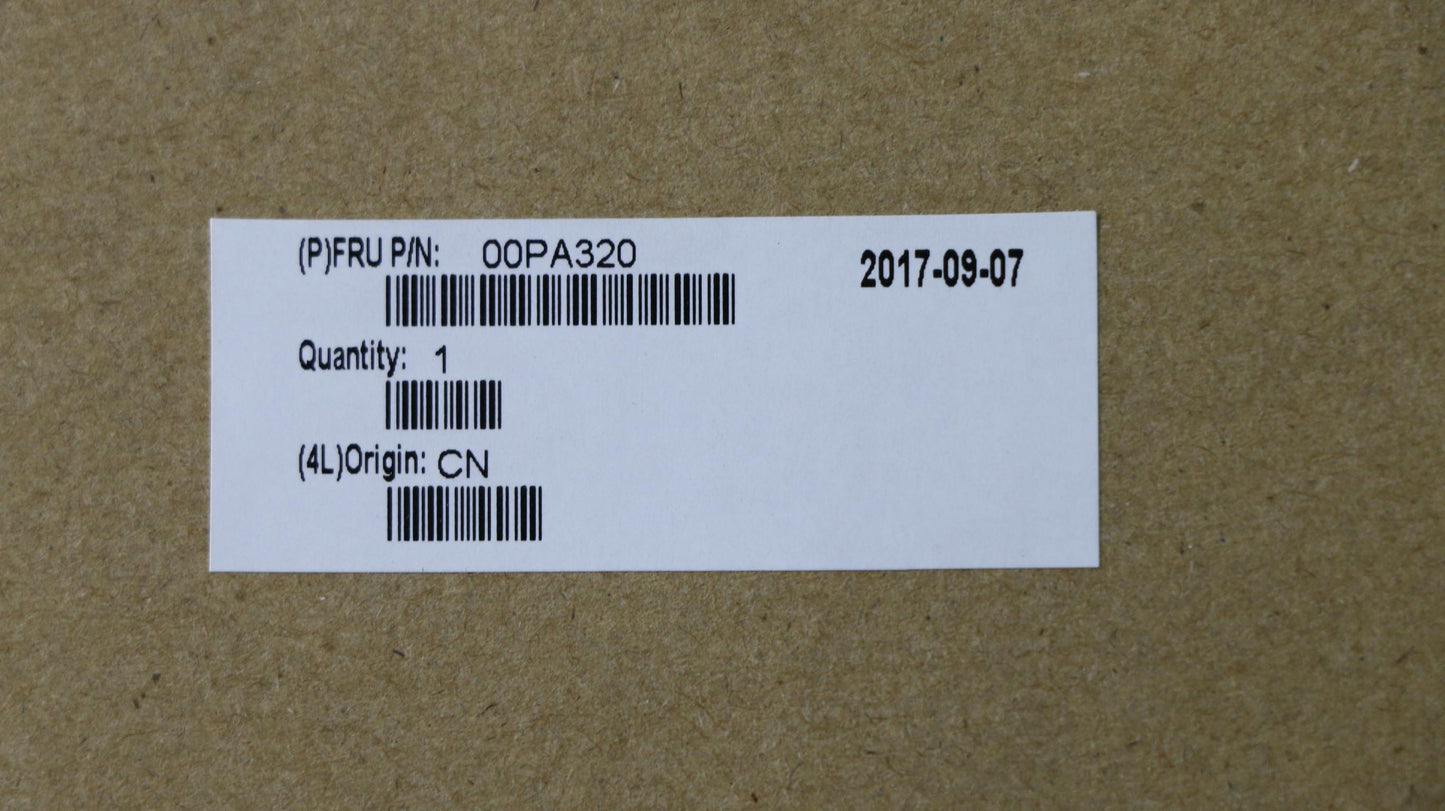 (P)FRU P/N: 00PA320
2017-09-07
Quantity: 1
(4L)Origin: CN